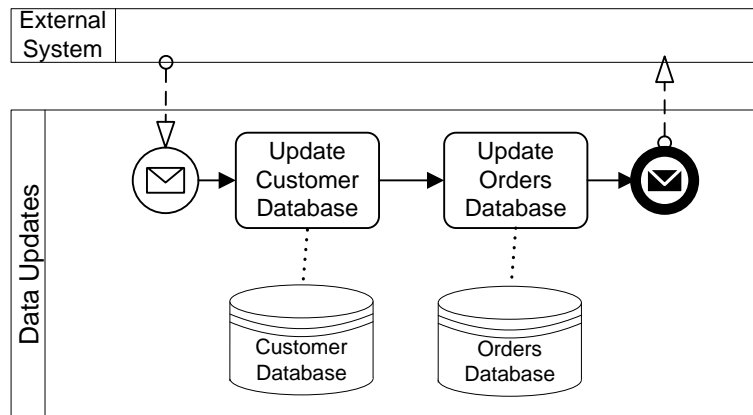 External
System
Data Updates
Update
Customer
Database
Update
Orders
Database
Customer
Database
Orders
Database